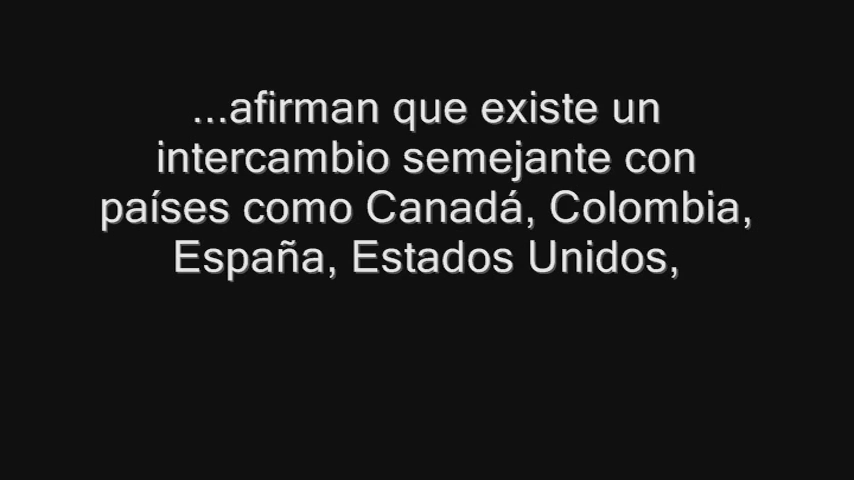 ...afirman que existe un
intercambio semejante con
países como Canadá, Colombia,
España, Estados Unidos,